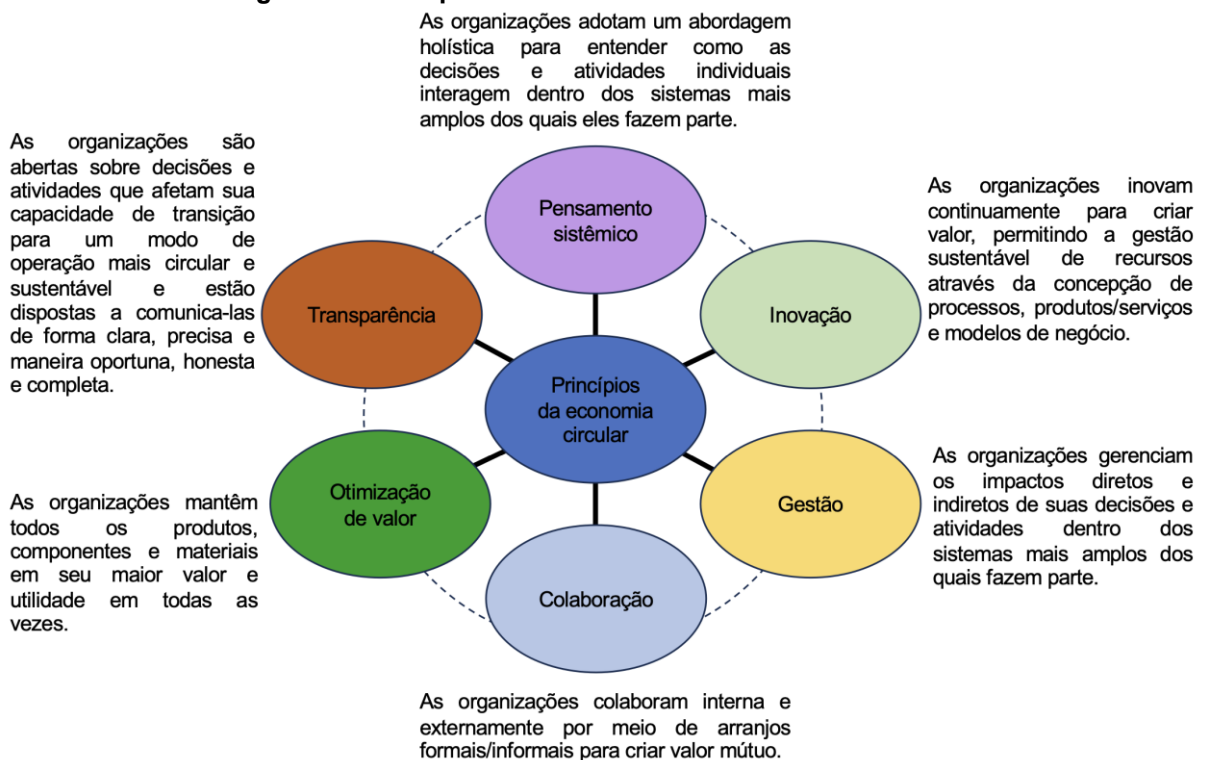 As organizações adotam um abordagem
holística para entender como as
decisões e atividades individuais
interagem dentro dos sistemas mais
amplos dos quais eles fazem parte.
As organizações são
abertas sobre decisões e
atividades que afetam sua
capacidade de transição
para um modo de
operação mais circular e
sustentável e estão
dispostas a comunica-las
de forma clara, precisa e
maneira oportuna, honesta
e completa.
Pensamento
sistêmico
As organizações inovam
continuamente para criar
valor, permitindo a gestão
sustentável de recursos
através da concepção de
processos, produtos/serviços
e modelos de negócio.
Transparência
Inovação
Princípios
da economia
circular
As organizações mantêm
todos os produtos,
componentes e materiais
em seu maior valor e
utilidade em todas as
vezes.
Otimização
de valor
Gestão
As organizações gerenciam
os impactos diretos e
indiretos de suas decisões e
atividades dentro dos
sistemas mais amplos dos
quais fazem parte.
Colaboração
As organizações colaboram interna e
externamente por meio de arranjos
formais/informais para criar valor mútuo.